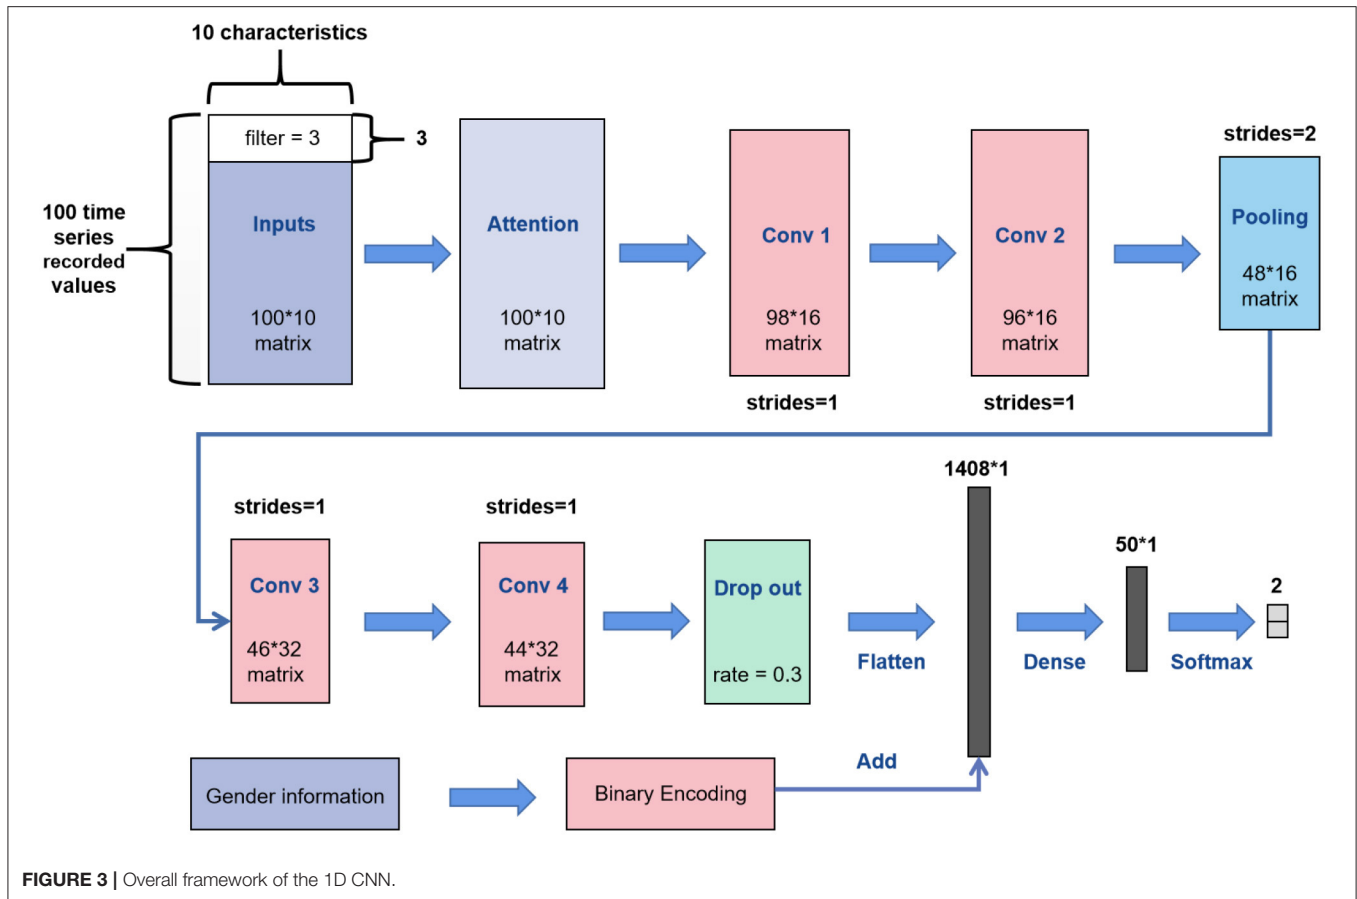 10 characteristics
filter = 3
3
100 time
series
recorded
values
Inputs
100*10
matrix
Attention
100*10
matrix
Conv 1
98*16
matrix
strides=1
Conv 2
96*16
matrix
strides=1
strides=2
Pooling
48*16
matrix
strides=1
Conv 3
46*32
matrix
strides=1
Conv 4
44*32
matrix
Drop out
rate = 0.3
Flatten
1408*1
Dense
50*1
Softmax
2
Gender information
Binary Encoding
Add
FIGURE 3 | Overall framework of the 1D CNN.